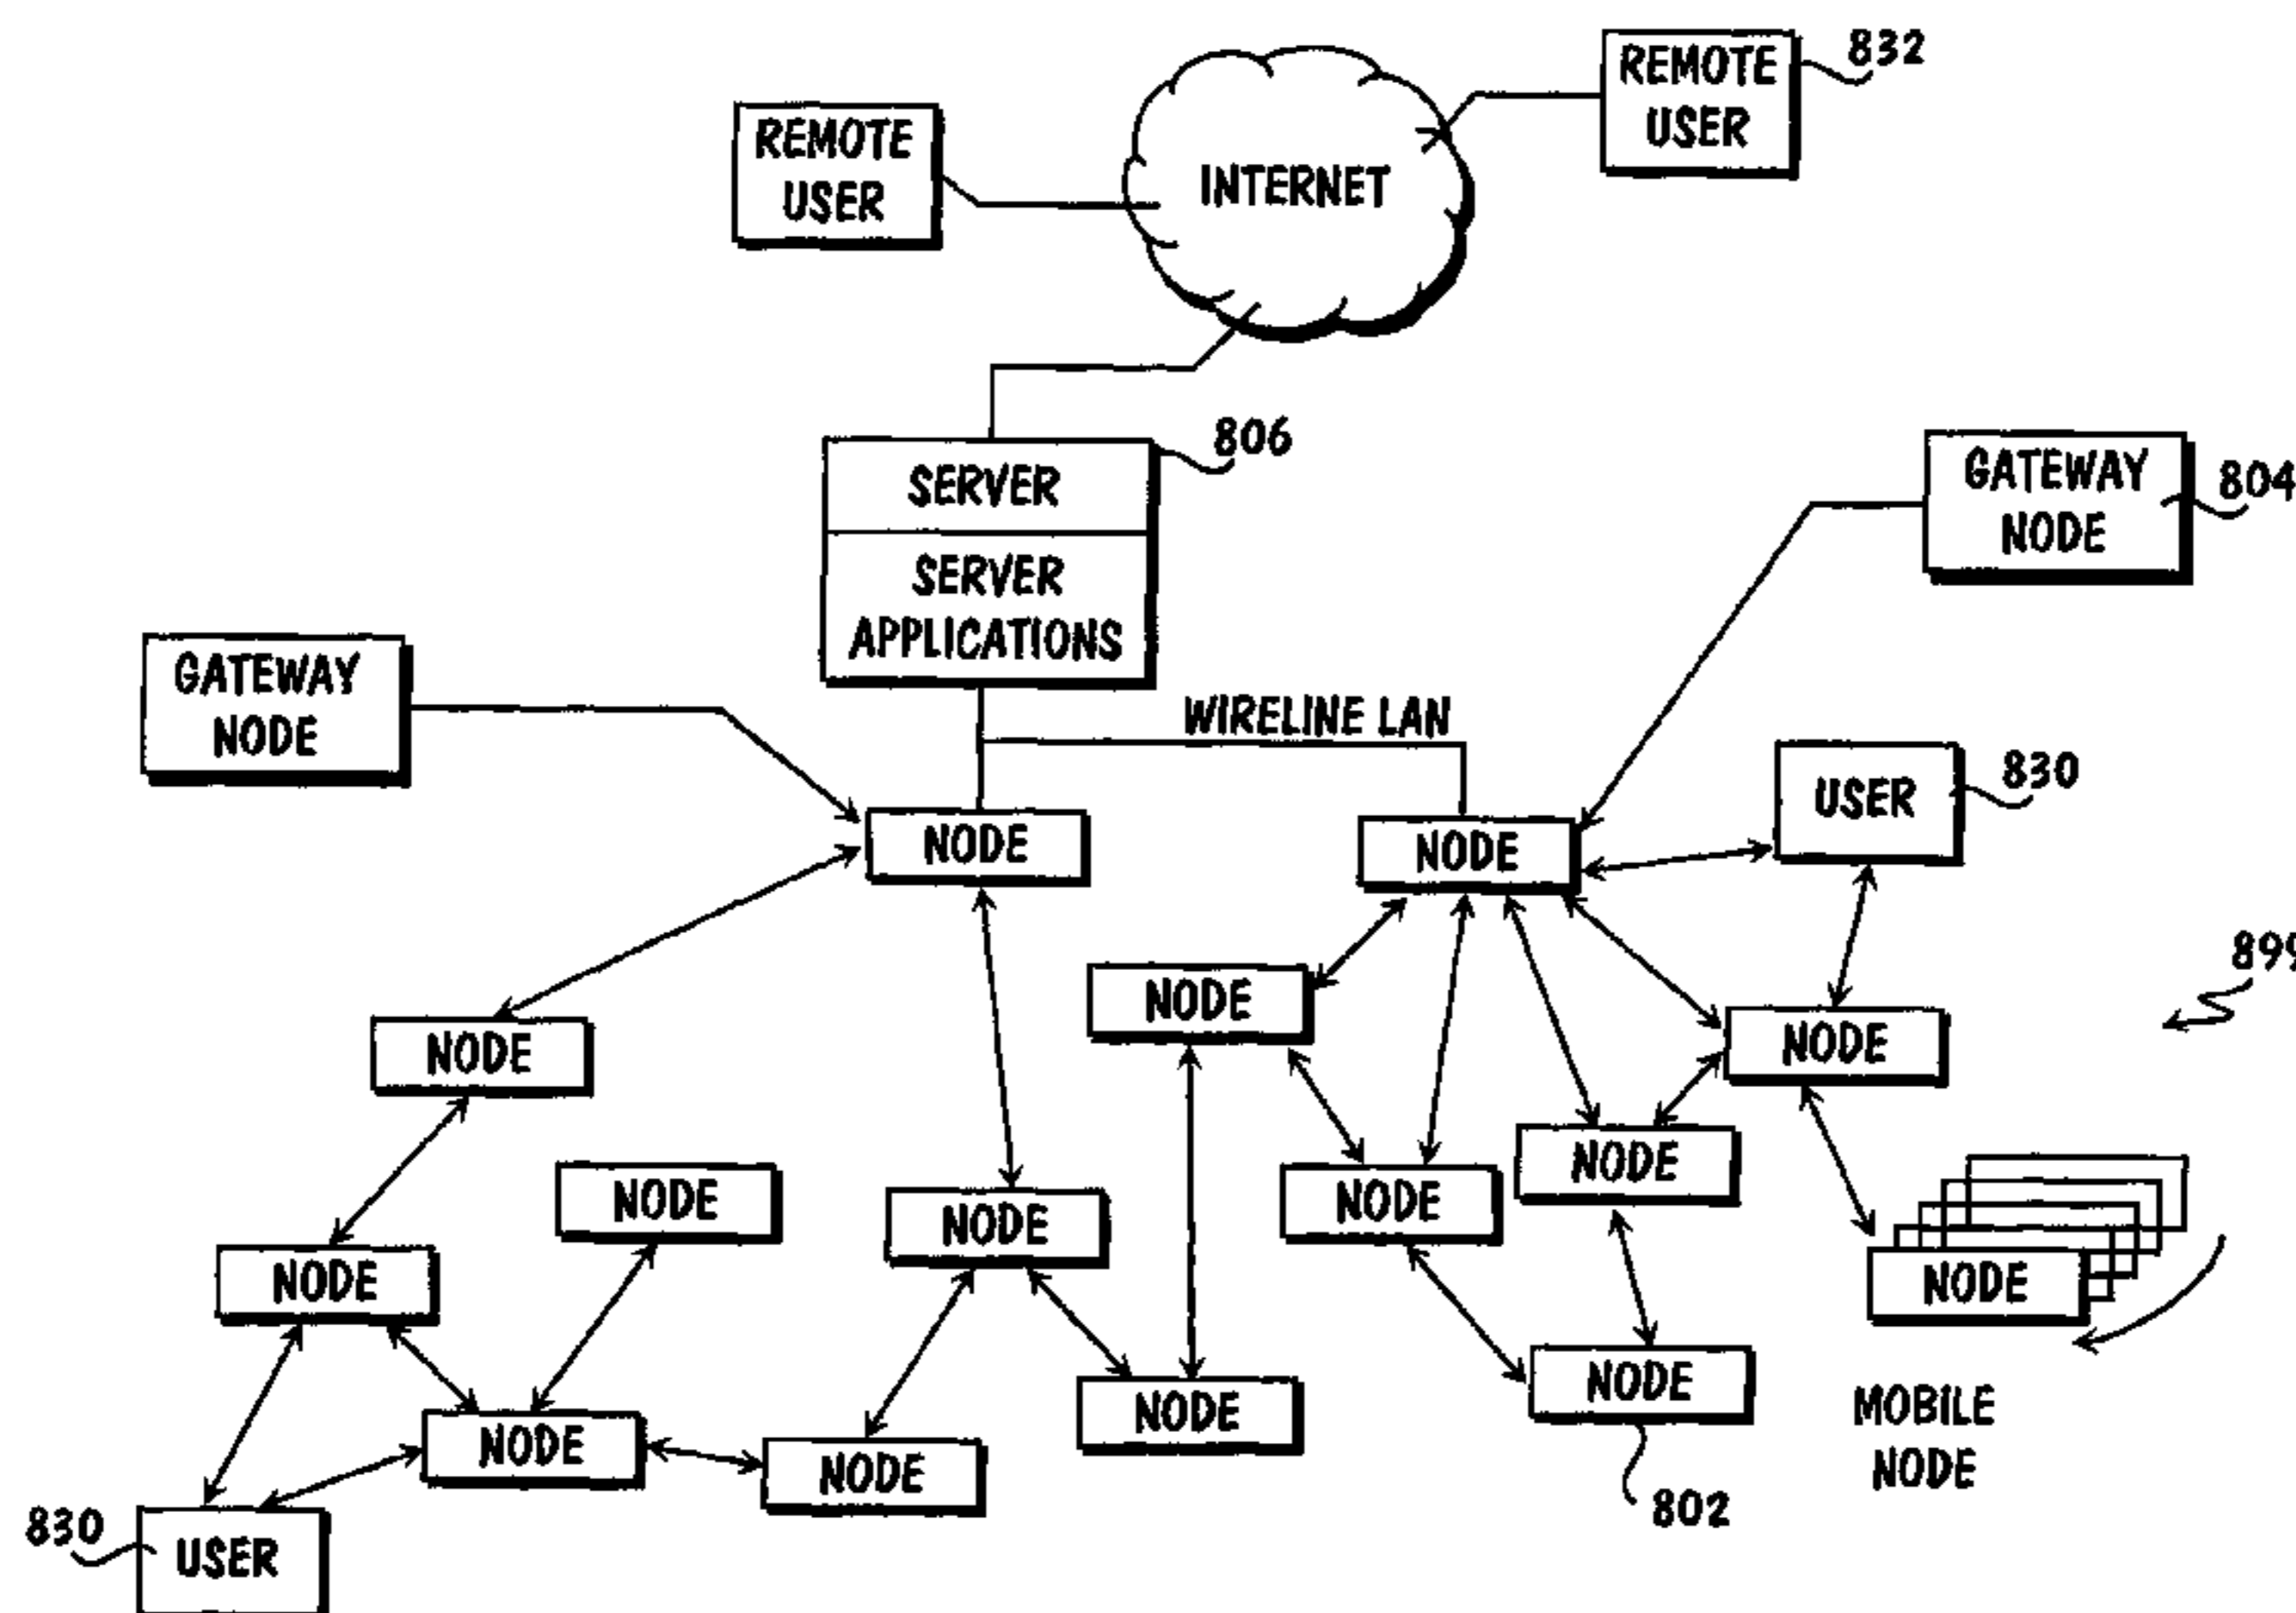 832
REMOTE
USER
REMOTE
USER
INTERNET
806
SERVER
SERVER
APPLICATIONS
GATEWAY
NODE
804
GATEWAY
NODE
WIRELINE LAN
USER
830
NODE
NODE
899
NODE
NODE
NODE
NODE
NODE
NODE
NODE
NODE
NODE
NODE
NODE
NODE
NODE
MOBILE
NODE
802
830
USER